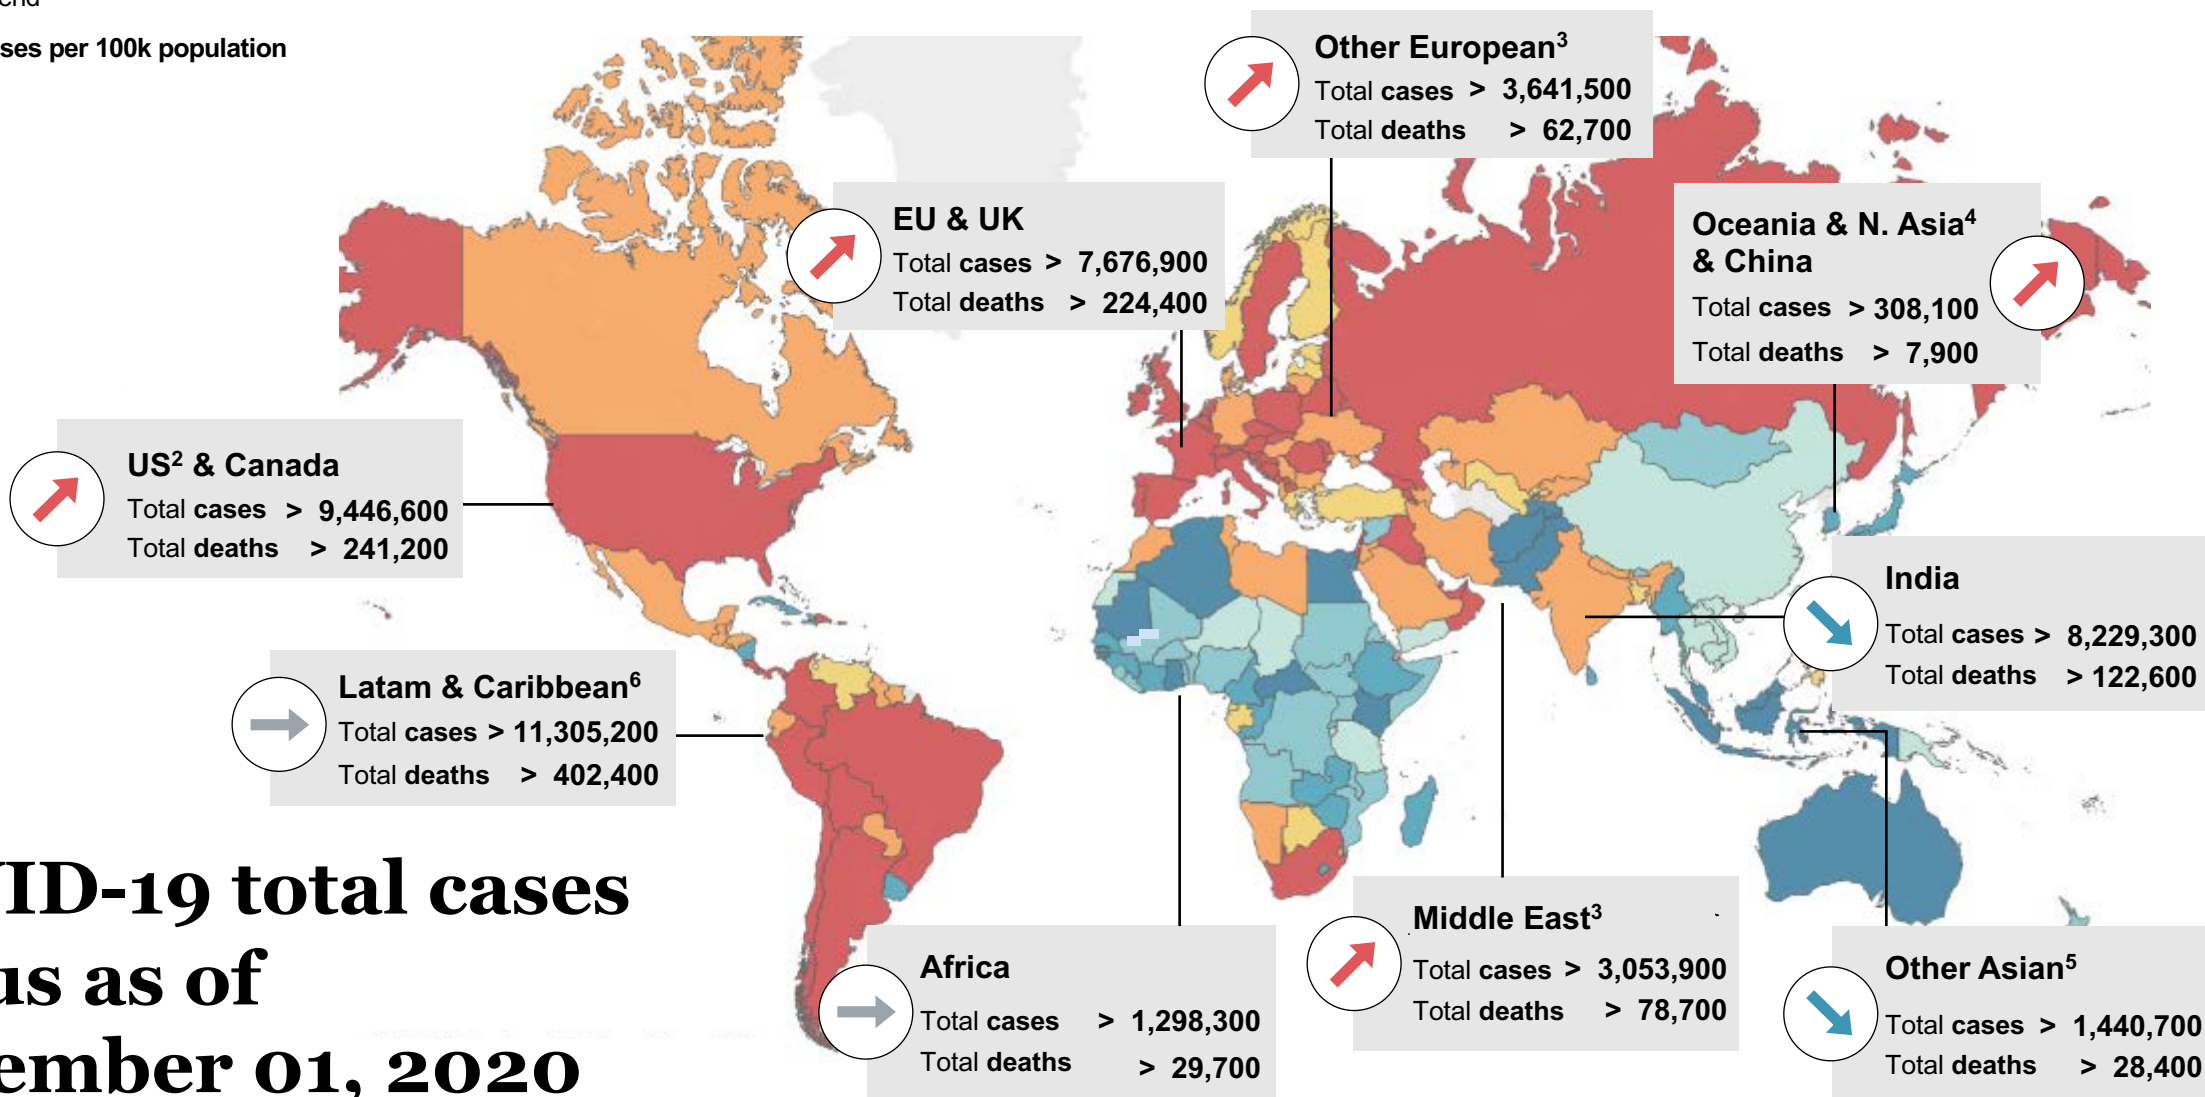 ses per 100k population
Other European³
Total cases > 3,641,500
Total deaths > 62,700
EU & UK
Total cases > 7,676,900
Total deaths > 224,400
Oceania & N. Asia⁴
& China
Total cases > 308,100
Total deaths > 7,900
US² & Canada
Total cases > 9,446,600
Total deaths > 241,200
India
Total cases > 8,229,300
Total deaths > 122,600
Latam & Caribbean⁶
Total cases > 11,305,200
Total deaths > 402,400
Middle East³
Total cases > 3,053,900
Total deaths > 78,700
Africa
Total cases > 1,298,300
Total deaths > 29,700
Other Asian⁵
Total cases > 1,440,700
Total deaths > 28,400
VID-19 total cases
us as of
ember 01, 2020